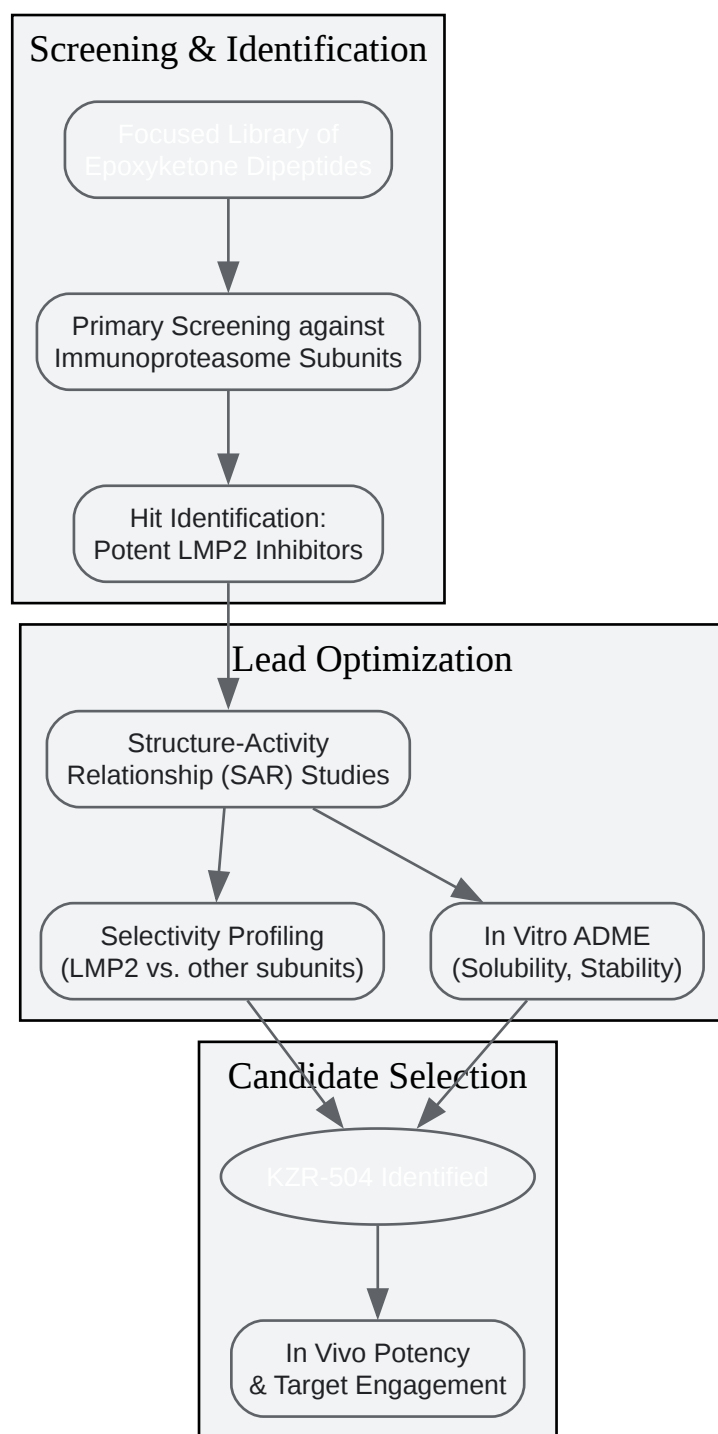 Screening & Identification
Focused Library of
Epoxyketone Dipeptides
Primary Screening against
Immunoproteasome Subunits
Hit Identification:
Potent LMP2 Inhibitors
Lead Optimization
Structure-Activity
Relationship (SAR) Studies
Selectivity Profiling
(LMP2 vs. other subunits)
In Vitro ADME
(Solubility, Stability)
Candidate Selection
KZR-504 Identified
In Vivo Potency
& Target Engagement